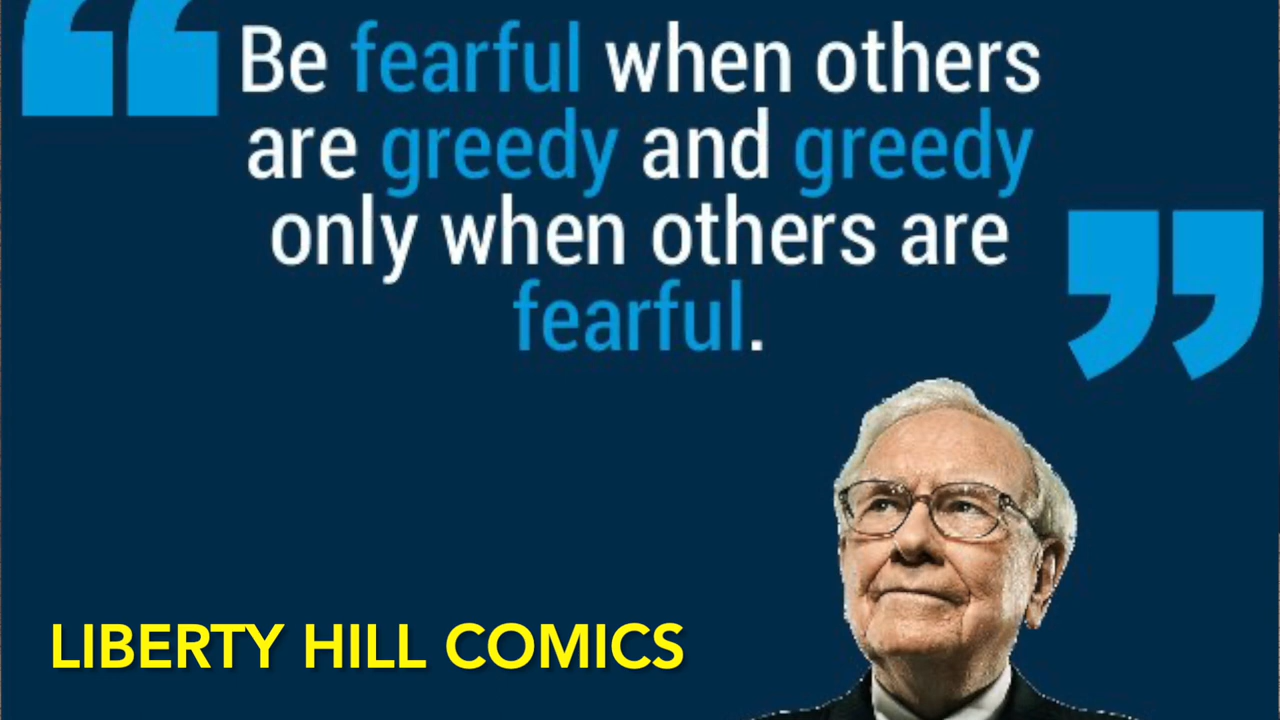 “
Be fearful when others
are greedy and greedy
only when others are
fearful.
”
LIBERTY HILL COMICS